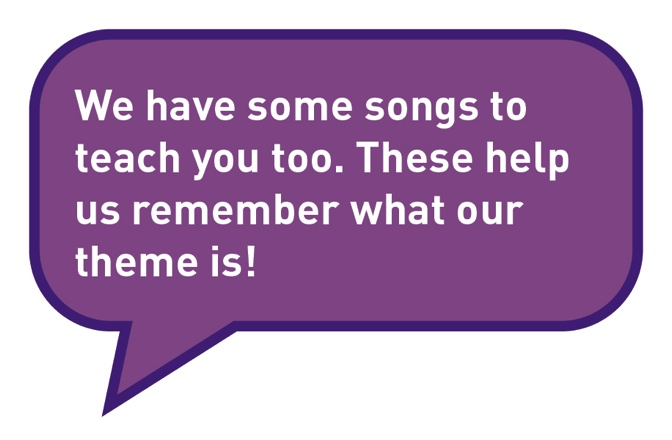 We have some songs to
teach you too. These help
us remember what our
theme is!